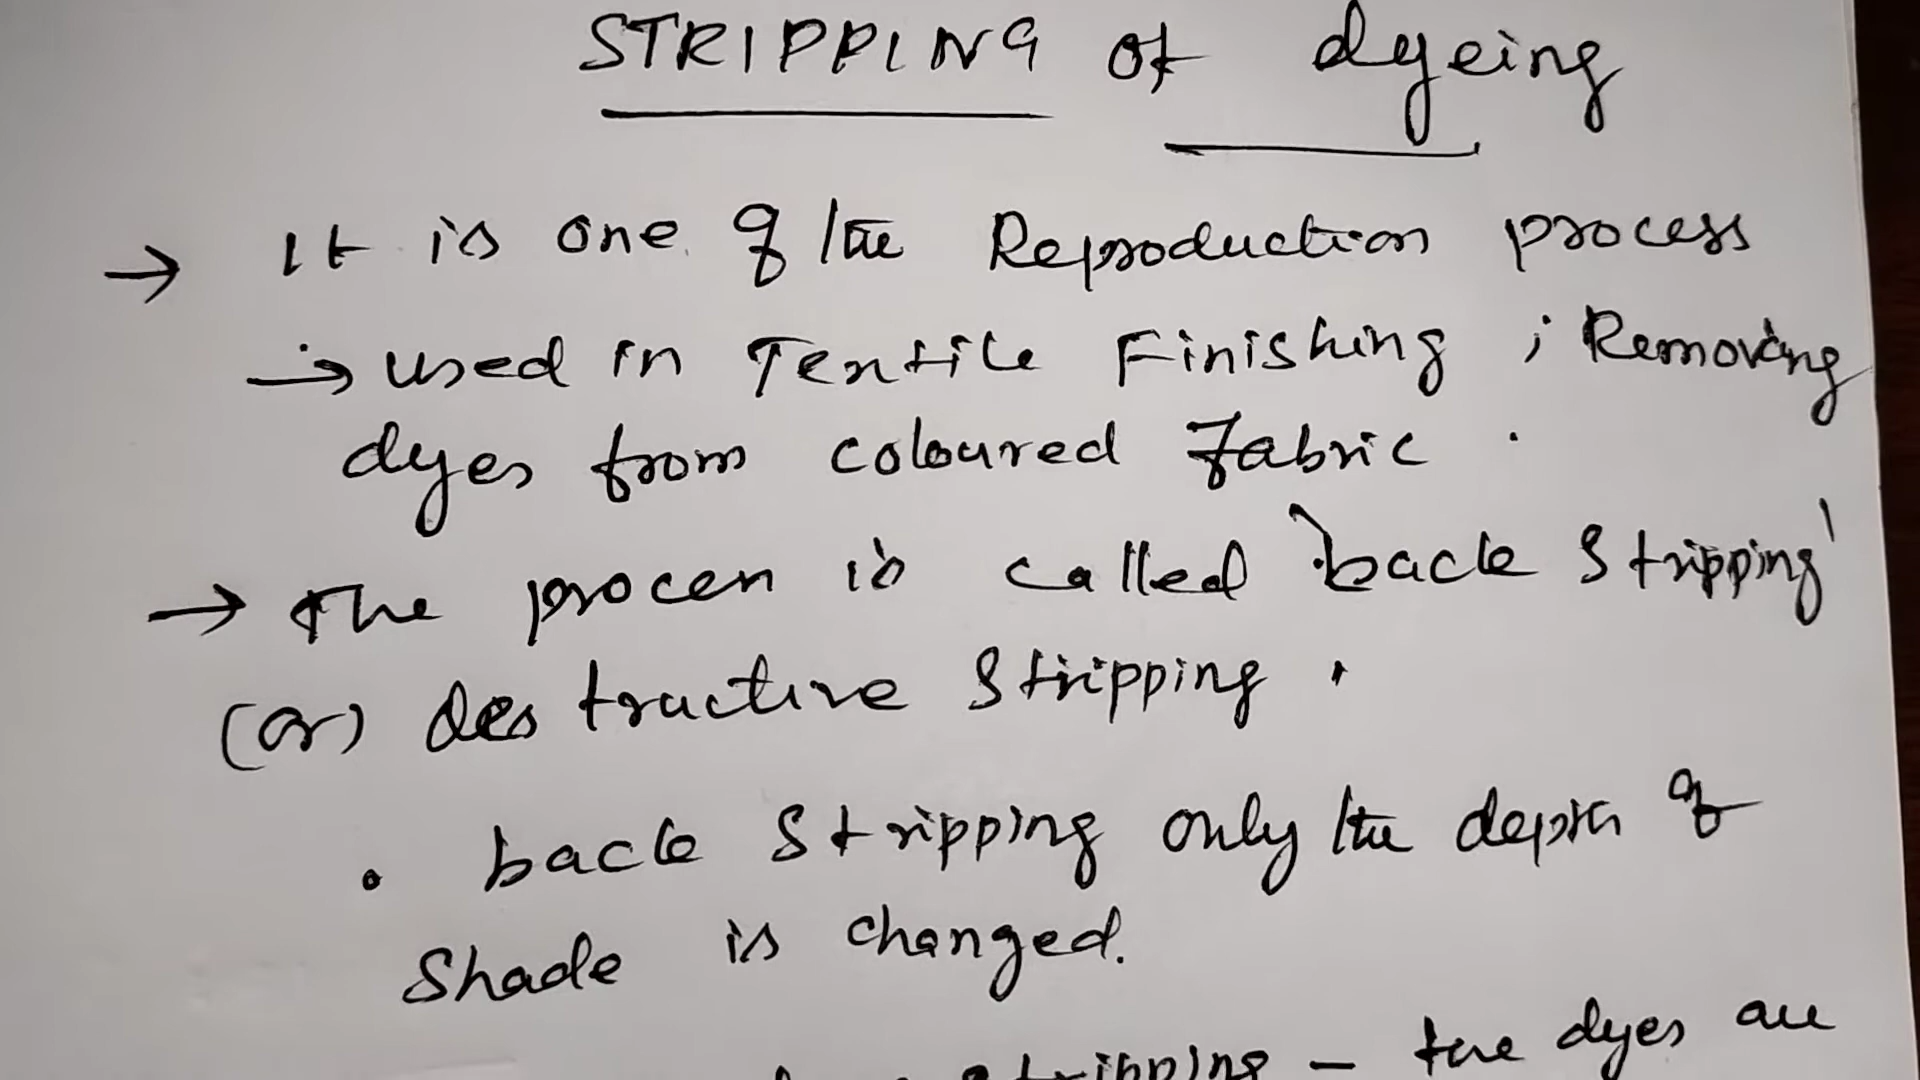 STRIPPING of dyeing
→ It is one of the Reproduction process
→ used in Textile Finishing ; Removing
dyes from coloured Fabric .
→ The process is called 'back Stripping'
(or) destructive Stripping .
• back Stripping only the depth of
Shade is changed.
stripping – the dyes are